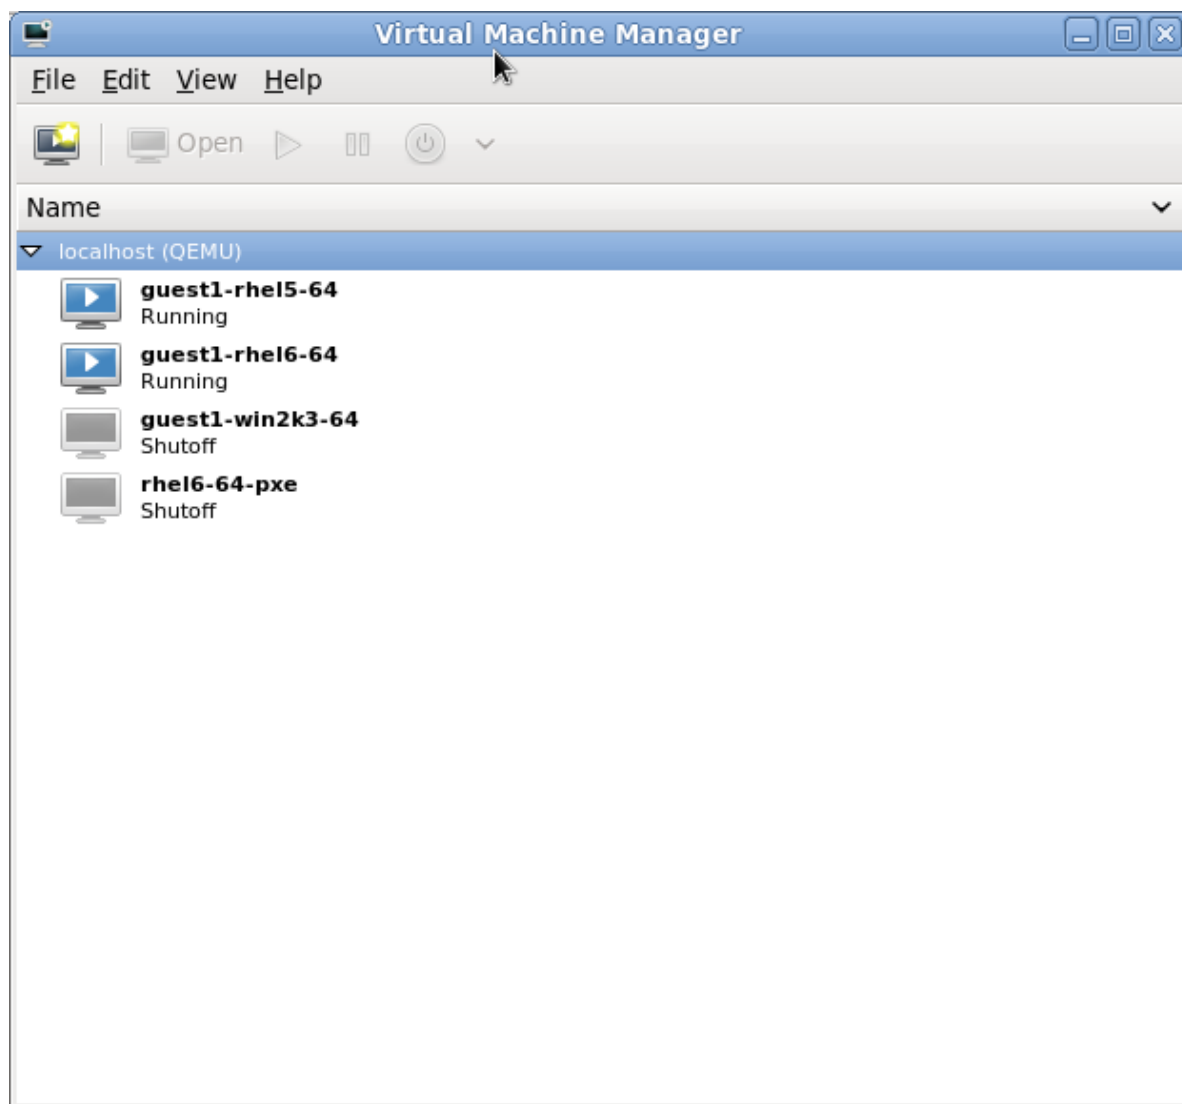 Virtual Machine Manager
File Edit View Help
Open
Name
localhost (QEMU)
guest1-rhel5-64
Running
guest1-rhel6-64
Running
guest1-win2k3-64
Shutoff
rhel6-64-pxe
Shutoff